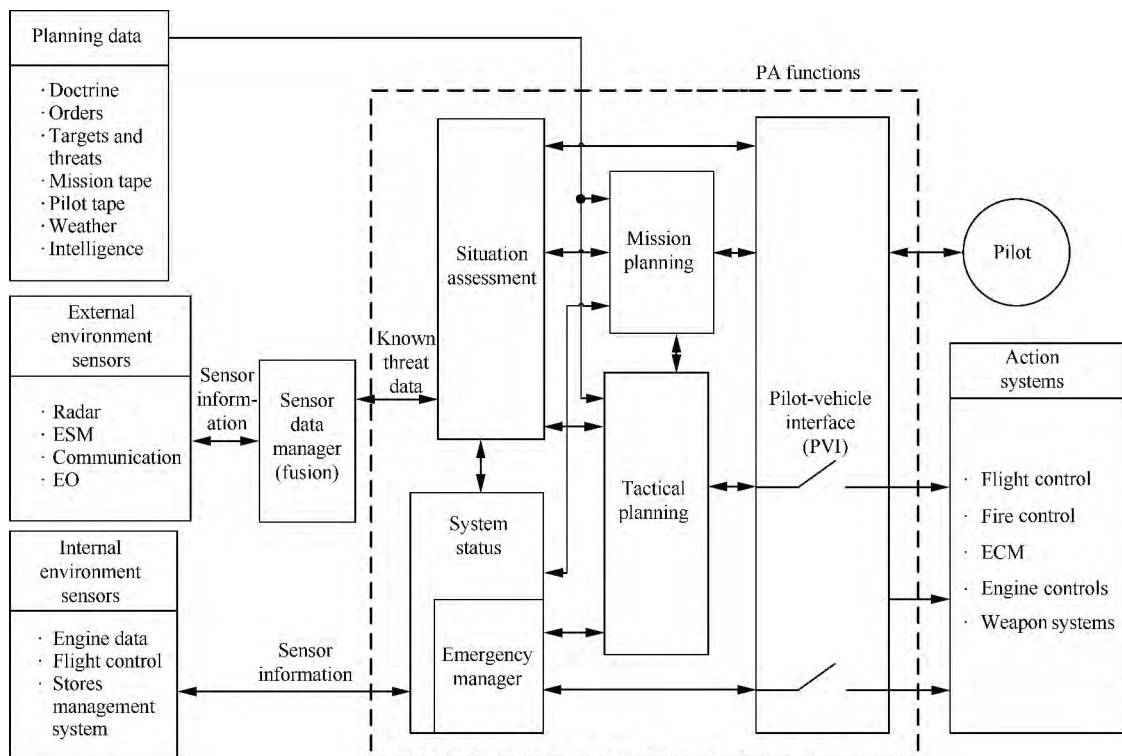 Planning data
· Doctrine
· Orders
· Targets and
threats
· Mission tape
· Pilot tape
· Weather
· Intelligence
External
environment
sensors
· Radar
· ESM
· Communication
· EO
Internal
environment
sensors
· Engine data
· Flight control
· Stores
management
system
Sensor
inform-
ation
Sensor
data
manager
(fusion)
Sensor
information
Known
threat
data
PA functions
Situation
assessment
System
status
Emergency
manager
Mission
planning
Tactical
planning
Pilot-vehicle
interface
(PVI)
Pilot
Action
systems
· Flight control
· Fire control
· ECM
· Engine controls
· Weapon systems